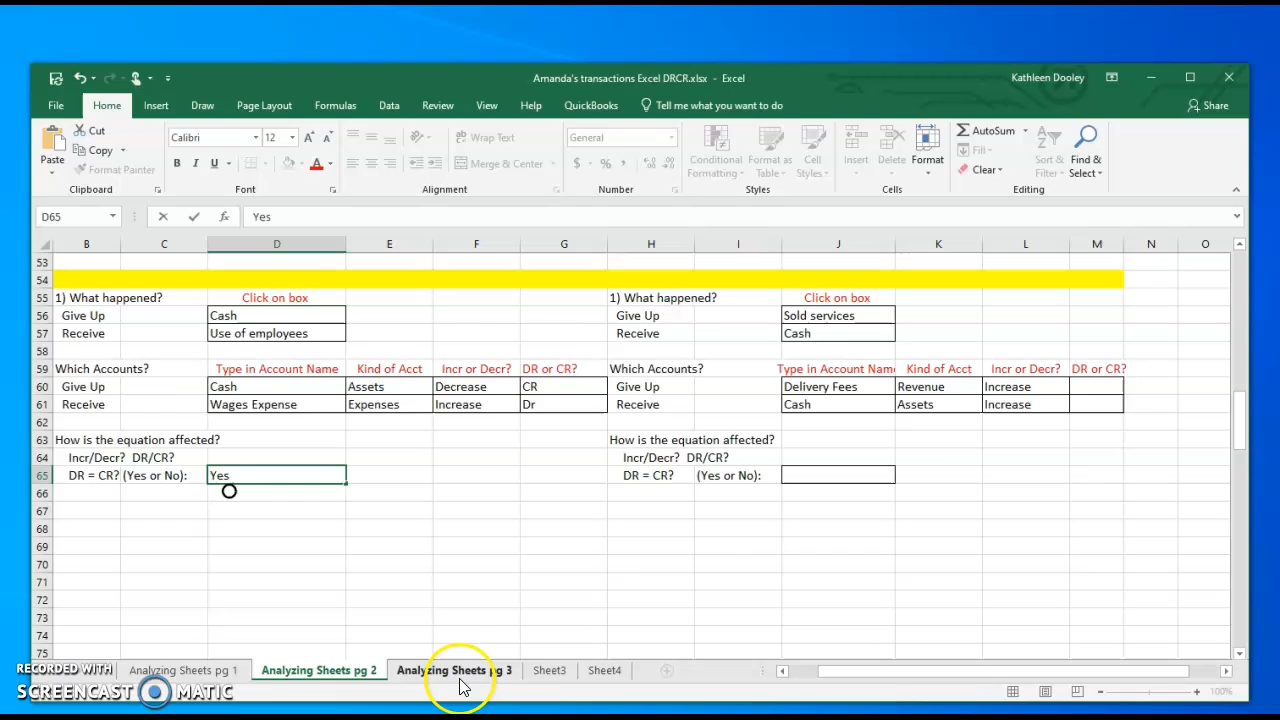 Amanda's transactions Excel DRCR.xlsx - Excel
Kathleen Dooley
File Home Insert Draw Page Layout Formulas Data Review View Help QuickBooks Tell me what you want to do Share
Paste
Cut
Copy
Format Painter
Calibri 12
B I U A
Wrap Text
Merge & Center
General
$ % ,
Conditional Formatting
Format as Table
Cell Styles
Insert Delete Format
AutoSum
Fill
Clear
Sort & Filter
Find & Select
Clipboard Font Alignment Number Styles Cells Editing
D65 fx Yes
B C D E F G H I J K L M N O
53
54
55 1) What happened? Click on box 1) What happened? Click on box
56 Give Up Cash Give Up Sold services
57 Receive Use of employees Receive Cash
58
59 Which Accounts? Type in Account Name Kind of Acct Incr or Decr? DR or CR? Which Accounts? Type in Account Nam Kind of Acct Incr or Decr? DR or CR?
60 Give Up Cash Assets Decrease CR Give Up Delivery Fees Revenue Increase
61 Receive Wages Expense Expenses Increase Dr Receive Cash Assets Increase
62
63 How is the equation affected? How is the equation affected?
64 Incr/Decr? DR/CR? Incr/Decr? DR/CR?
65 DR = CR? (Yes or No): Yes DR = CR? (Yes or No):
66
67
68
69
70
71
72
73
74
75
Analyzing Sheets pg 1 Analyzing Sheets pg 2 Analyzing Sheets pg 3 Sheet3 Sheet4
RECORDED WITH
SCREENCAST MATIC
100%